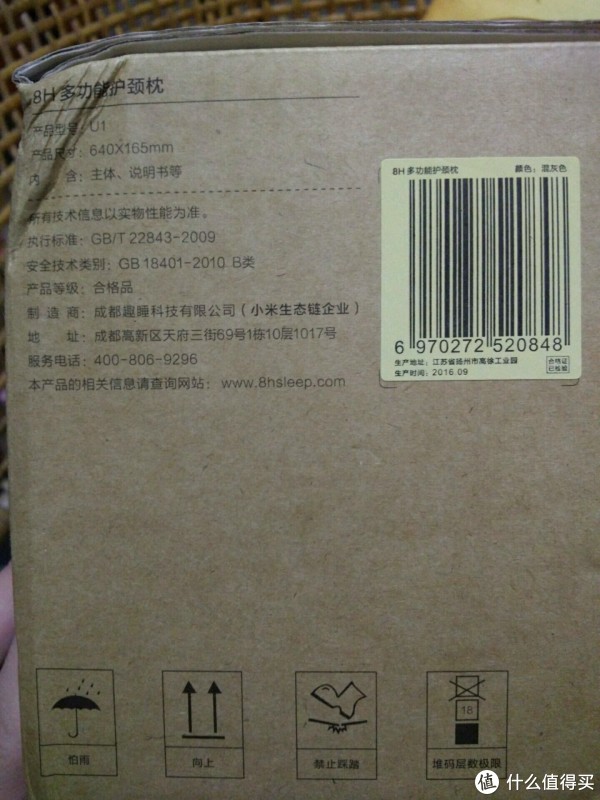 8H 多功能护颈枕
产品型号：U1
产品尺寸：640X165mm
内　　含：主体、说明书等
所有技术信息以实物性能为准。
执行标准：GB/T 22843-2009
安全技术类别：GB 18401-2010 B类
产品等级：合格品
制 造 商：成都趣睡科技有限公司（小米生态链企业）
地　　址：成都高新区天府三街69号1栋10层1017号
服务电话：400-806-9296
本产品的相关信息请查询网站：www.8hsleep.com
8H 多功能护颈枕　颜色：混灰色
6 970272 520848
生产地址：江苏省扬州市高徐工业园
生产时间：2016.09
合格证
已检验
18
怕雨　向上　禁止踩踏　堆码层数极限
值 什么值得买